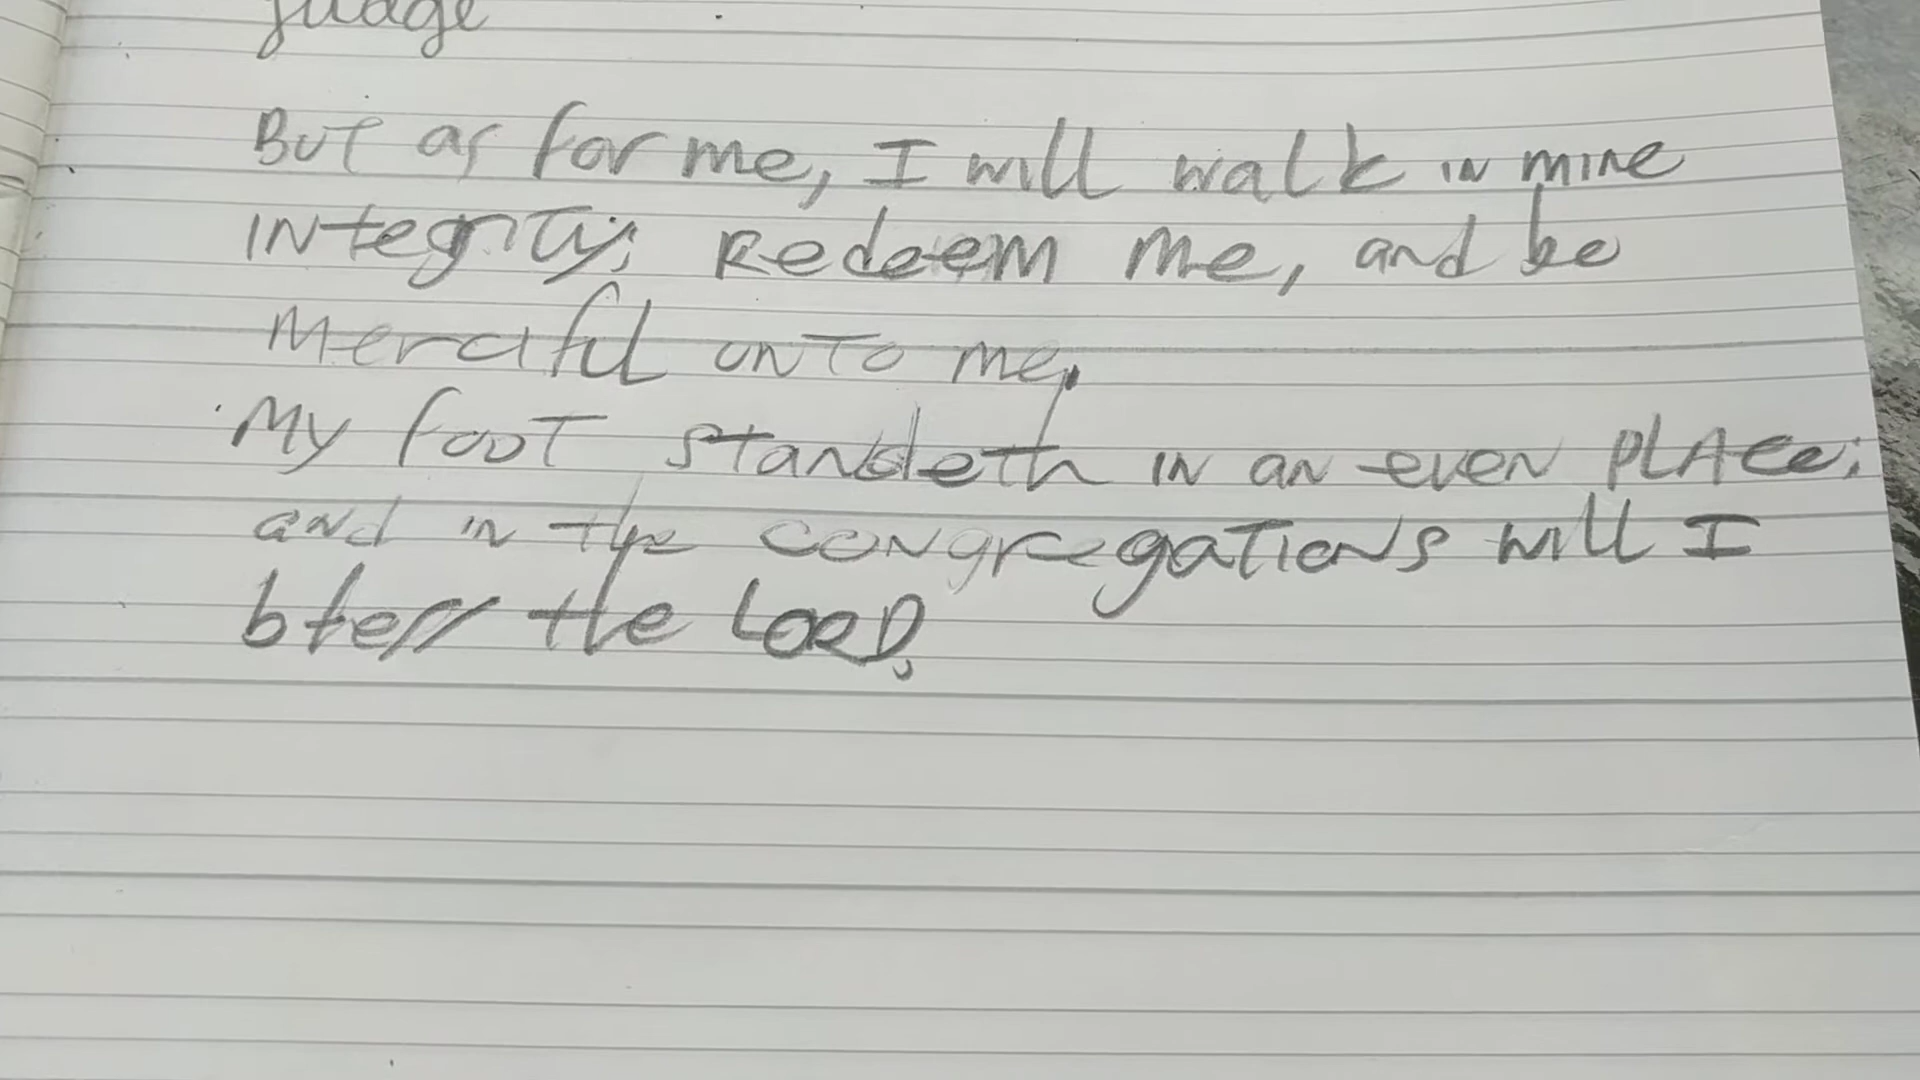 judge
But as for me, I will walk in mine
integrity; Redeem me, and be
merciful unto me.
My foot standeth in an even place;
and in the congregations will I
bless the LORD.